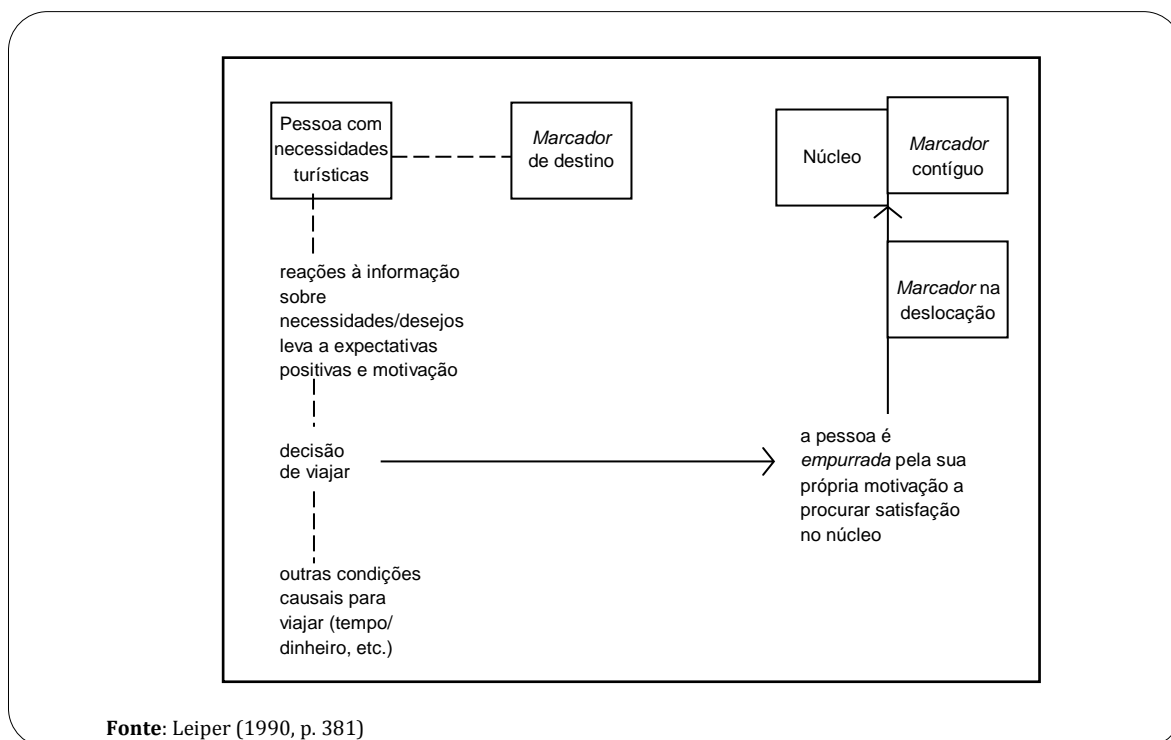 Pessoa com
necessidades
turísticas
Marcador
de destino
Núcleo
Marcador
contíguo
Marcador na
deslocação
reações à informação
sobre
necessidades/desejos
leva a expectativas
positivas e motivação
decisão
de viajar
a pessoa é
empurrada pela sua
própria motivação a
procurar satisfação
no núcleo
outras condições
causais para
viajar (tempo/
dinheiro, etc.)
Fonte: Leiper (1990, p. 381)